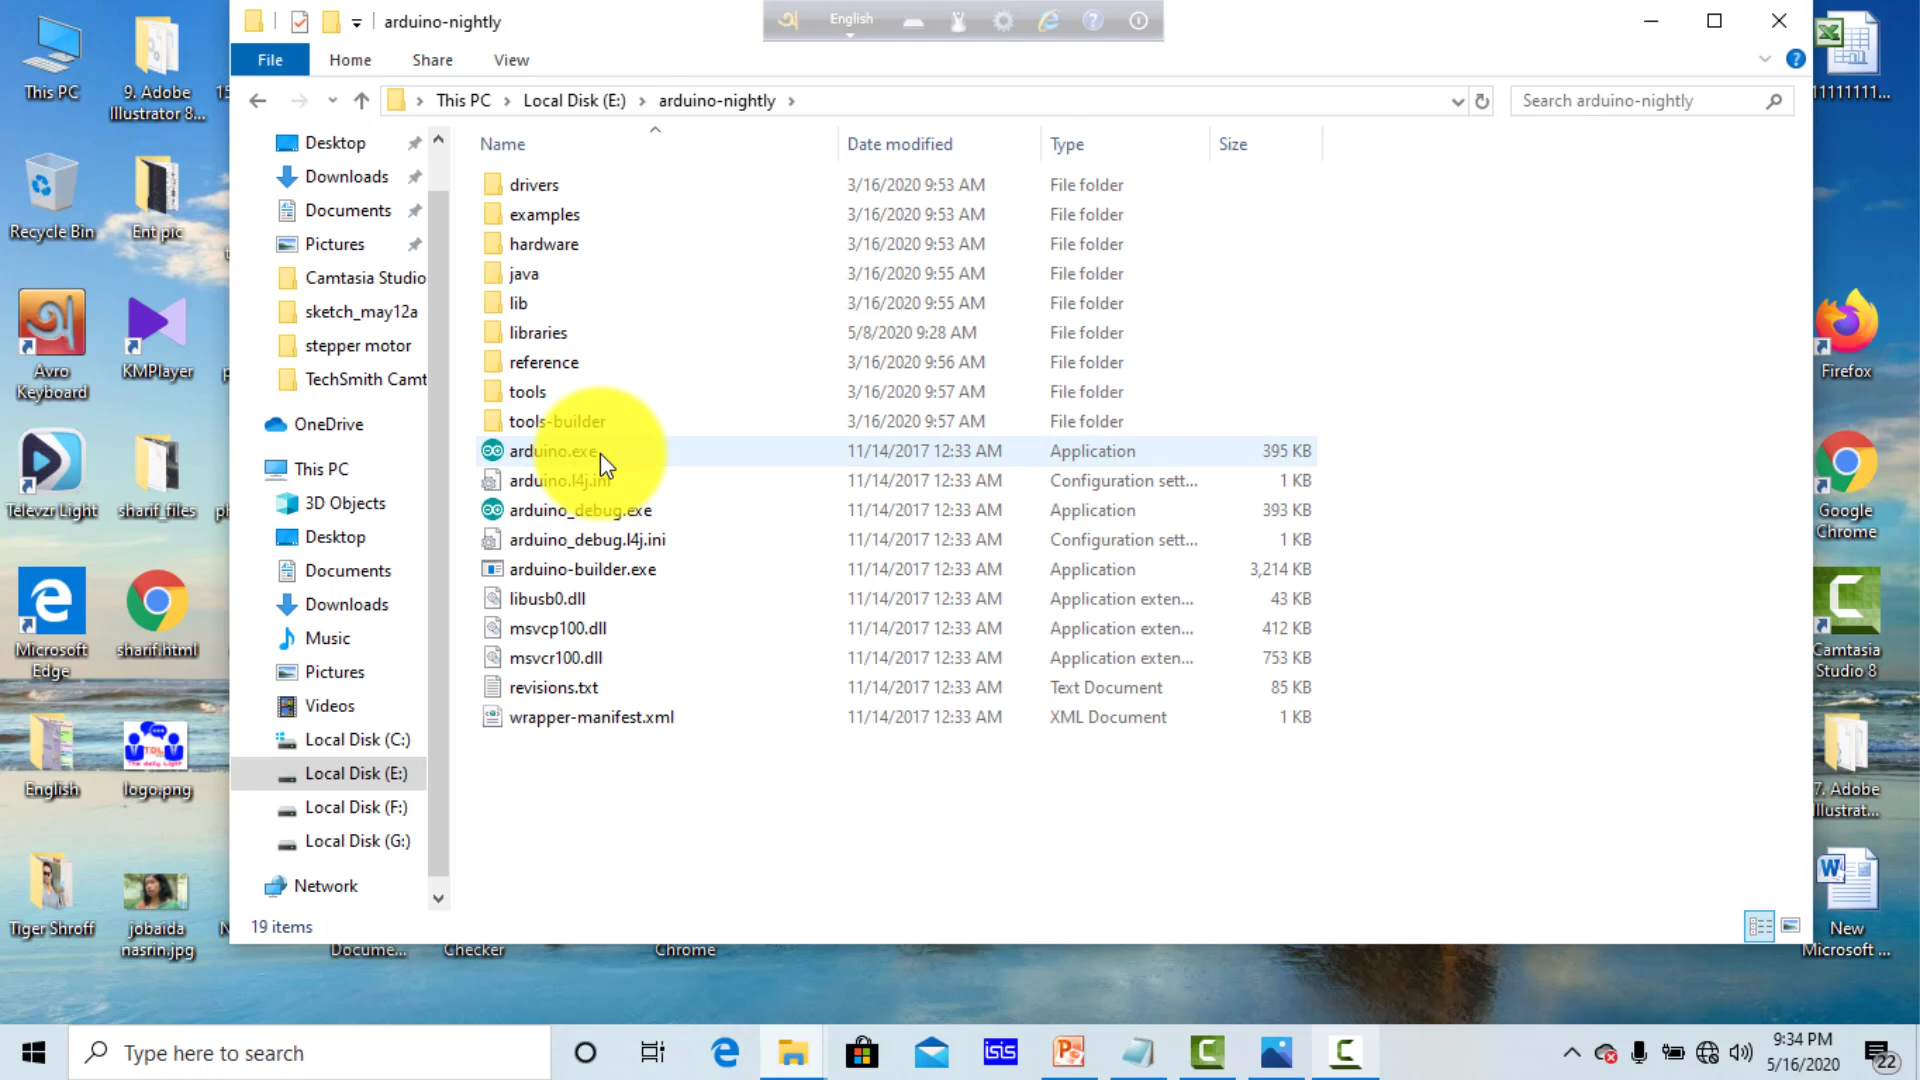 arduino-nightly
English
File
Home
Share
View
This PC
Local Disk (E:)
arduino-nightly
Search arduino-nightly
Name
Date modified
Type
Size
drivers 3/16/2020 9:53 AM File folder
examples 3/16/2020 9:53 AM File folder
hardware 3/16/2020 9:53 AM File folder
java 3/16/2020 9:55 AM File folder
lib 3/16/2020 9:55 AM File folder
libraries 5/8/2020 9:28 AM File folder
reference 3/16/2020 9:56 AM File folder
tools 3/16/2020 9:57 AM File folder
tools-builder 3/16/2020 9:57 AM File folder
arduino.exe 11/14/2017 12:33 AM Application 395 KB
arduino.l4j.ini 11/14/2017 12:33 AM Configuration sett... 1 KB
arduino_debug.exe 11/14/2017 12:33 AM Application 393 KB
arduino_debug.l4j.ini 11/14/2017 12:33 AM Configuration sett... 1 KB
arduino-builder.exe 11/14/2017 12:33 AM Application 3,214 KB
libusb0.dll 11/14/2017 12:33 AM Application exten... 43 KB
msvcp100.dll 11/14/2017 12:33 AM Application exten... 412 KB
msvcr100.dll 11/14/2017 12:33 AM Application exten... 753 KB
revisions.txt 11/14/2017 12:33 AM Text Document 85 KB
wrapper-manifest.xml 11/14/2017 12:33 AM XML Document 1 KB
Desktop
Downloads
Documents
Pictures
Camtasia Studio
sketch_may12a
stepper motor
TechSmith Camt
OneDrive
This PC
3D Objects
Desktop
Documents
Downloads
Music
Pictures
Videos
Local Disk (C:)
Local Disk (E:)
Local Disk (F:)
Local Disk (G:)
Network
19 items
This PC
9. Adobe
Illustrator 8...
Recycle Bin
Ent pic
Avro
Keyboard
KMPlayer
Televzr Light
sharif_files
Microsoft
Edge
sharif.html
English
logo.png
Tiger Shroff
jobaida
nasrin.jpg
Docume...
Checker
Chrome
11111111...
Firefox
Google
Chrome
Camtasia
Studio 8
7. Adobe
Illustrat...
New
Microsoft ...
Type here to search
isis
9:34 PM
5/16/2020
22